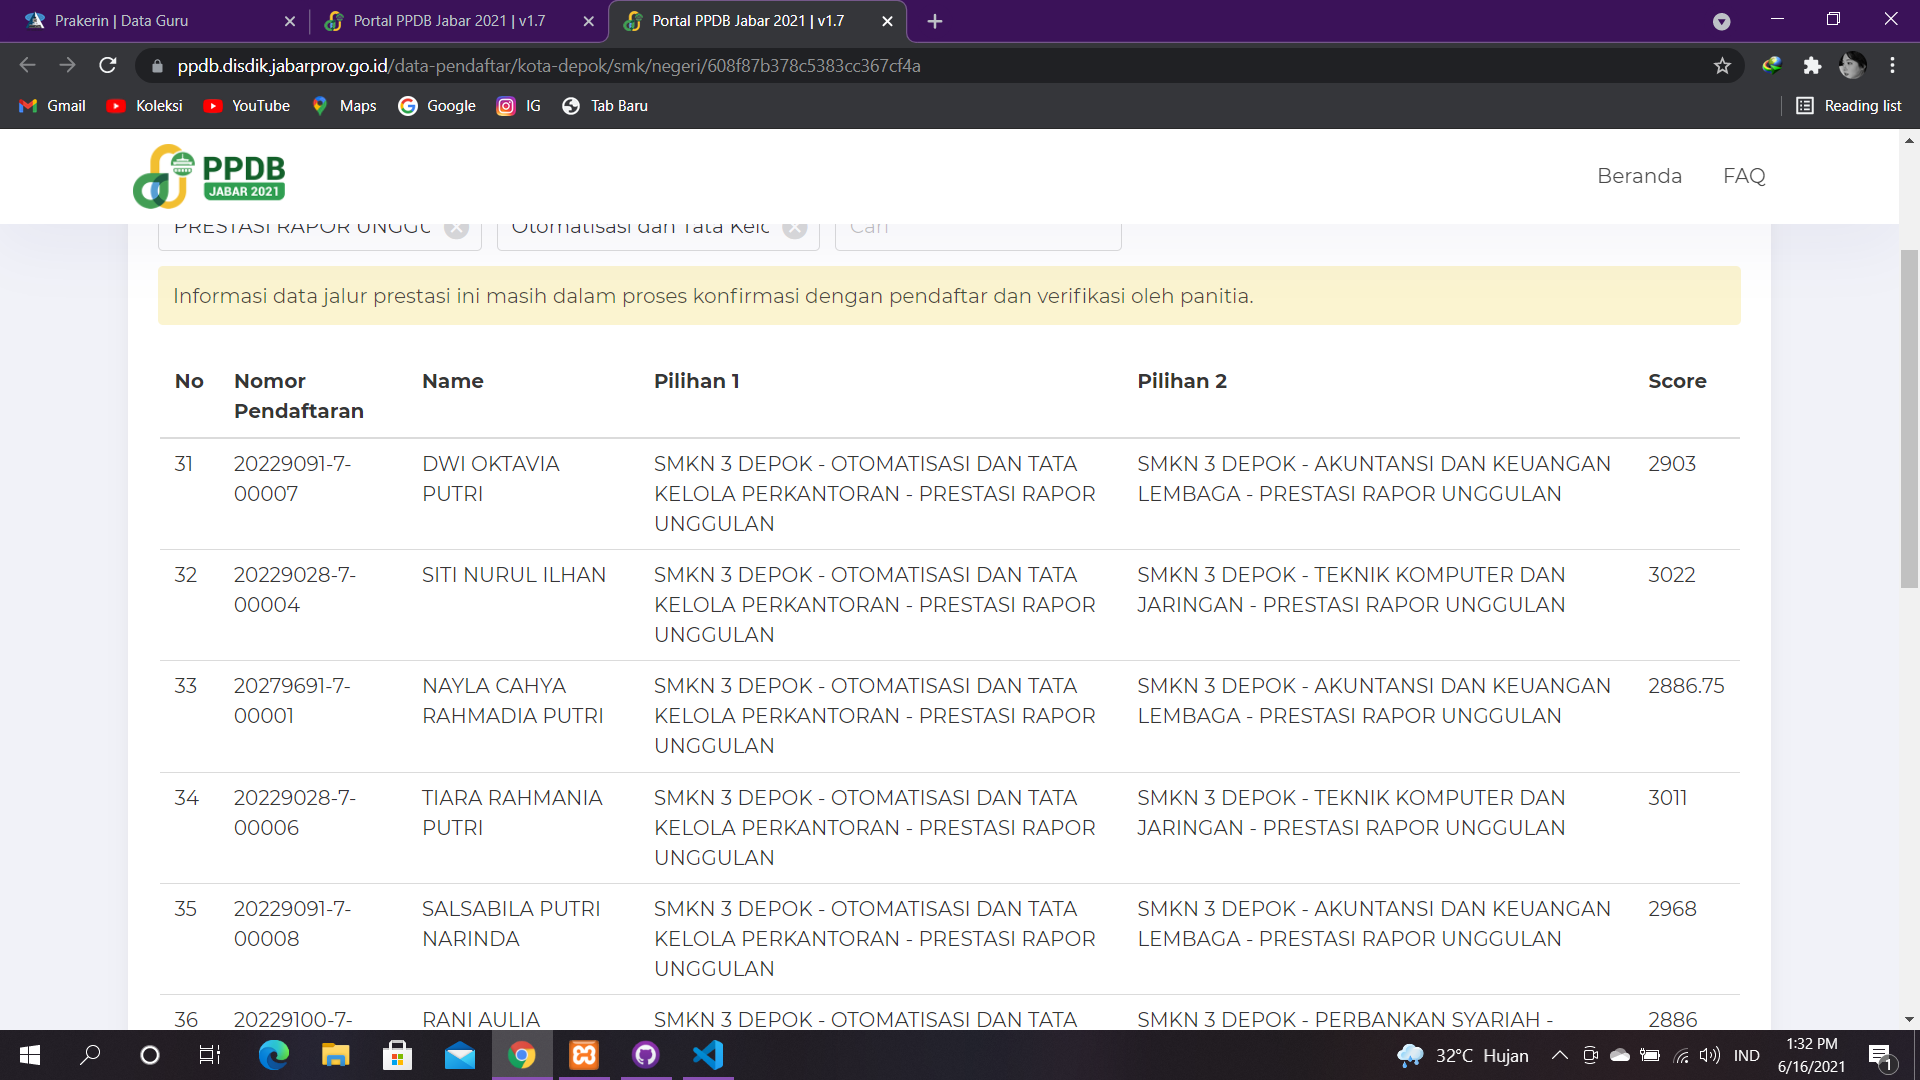 Prakerin | Data Guru
Portal PPDB Jabar 2021 | v1.7
Portal PPDB Jabar 2021 | v1.7
ppdb.disdik.jabarprov.go.id/data-pendaftar/kota-depok/smk/negeri/608f87b378c5383cc367cf4a
Gmail Koleksi YouTube Maps Google IG Tab Baru Reading list
PPDB
JABAR 2021
Beranda FAQ
PRESTASI RAPOR UNGGU Otomatisasi dan Tata Kelo Cari
Informasi data jalur prestasi ini masih dalam proses konfirmasi dengan pendaftar dan verifikasi oleh panitia.
No Nomor Name Pilihan 1 Pilihan 2 Score
Pendaftaran
31 20229091-7- DWI OKTAVIA SMKN 3 DEPOK - OTOMATISASI DAN TATA SMKN 3 DEPOK - AKUNTANSI DAN KEUANGAN 2903
00007 PUTRI KELOLA PERKANTORAN - PRESTASI RAPOR LEMBAGA - PRESTASI RAPOR UNGGULAN
UNGGULAN
32 20229028-7- SITI NURUL ILHAN SMKN 3 DEPOK - OTOMATISASI DAN TATA SMKN 3 DEPOK - TEKNIK KOMPUTER DAN 3022
00004 KELOLA PERKANTORAN - PRESTASI RAPOR JARINGAN - PRESTASI RAPOR UNGGULAN
UNGGULAN
33 20279691-7- NAYLA CAHYA SMKN 3 DEPOK - OTOMATISASI DAN TATA SMKN 3 DEPOK - AKUNTANSI DAN KEUANGAN 2886.75
00001 RAHMADIA PUTRI KELOLA PERKANTORAN - PRESTASI RAPOR LEMBAGA - PRESTASI RAPOR UNGGULAN
UNGGULAN
34 20229028-7- TIARA RAHMANIA SMKN 3 DEPOK - OTOMATISASI DAN TATA SMKN 3 DEPOK - TEKNIK KOMPUTER DAN 3011
00006 PUTRI KELOLA PERKANTORAN - PRESTASI RAPOR JARINGAN - PRESTASI RAPOR UNGGULAN
UNGGULAN
35 20229091-7- SALSABILA PUTRI SMKN 3 DEPOK - OTOMATISASI DAN TATA SMKN 3 DEPOK - AKUNTANSI DAN KEUANGAN 2968
00008 NARINDA KELOLA PERKANTORAN - PRESTASI RAPOR LEMBAGA - PRESTASI RAPOR UNGGULAN
UNGGULAN
36 20229100-7- RANI AULIA SMKN 3 DEPOK - OTOMATISASI DAN TATA SMKN 3 DEPOK - PERBANKAN SYARIAH - 2886
32°C Hujan IND 1:32 PM
6/16/2021
1